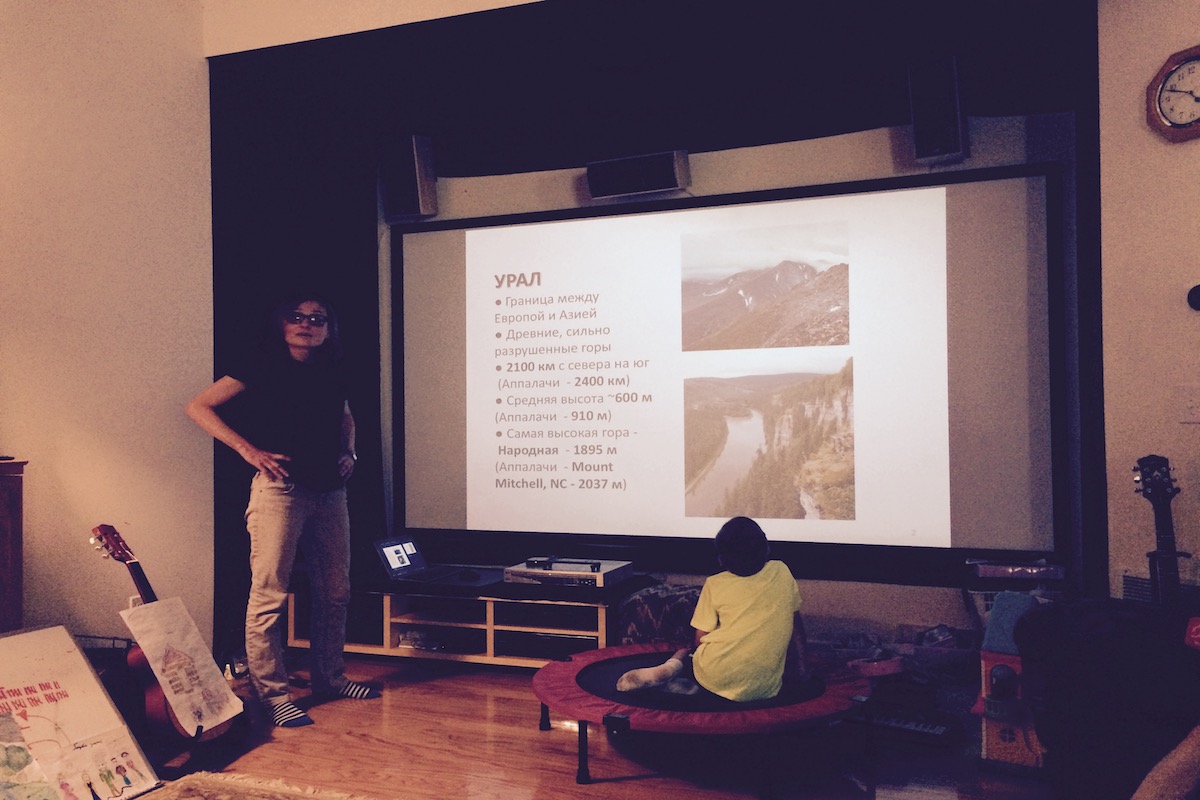 УРАЛ
● Граница между
Европой и Азией
● Древние, сильно
разрушенные горы
● 2100 км с севера на юг
(Аппалачи - 2400 км)
● Средняя высота ~600 м
(Аппалачи - 910 м)
● Самая высокая гора -
Народная - 1895 м
(Аппалачи - Mount
Mitchell, NC - 2037 м)